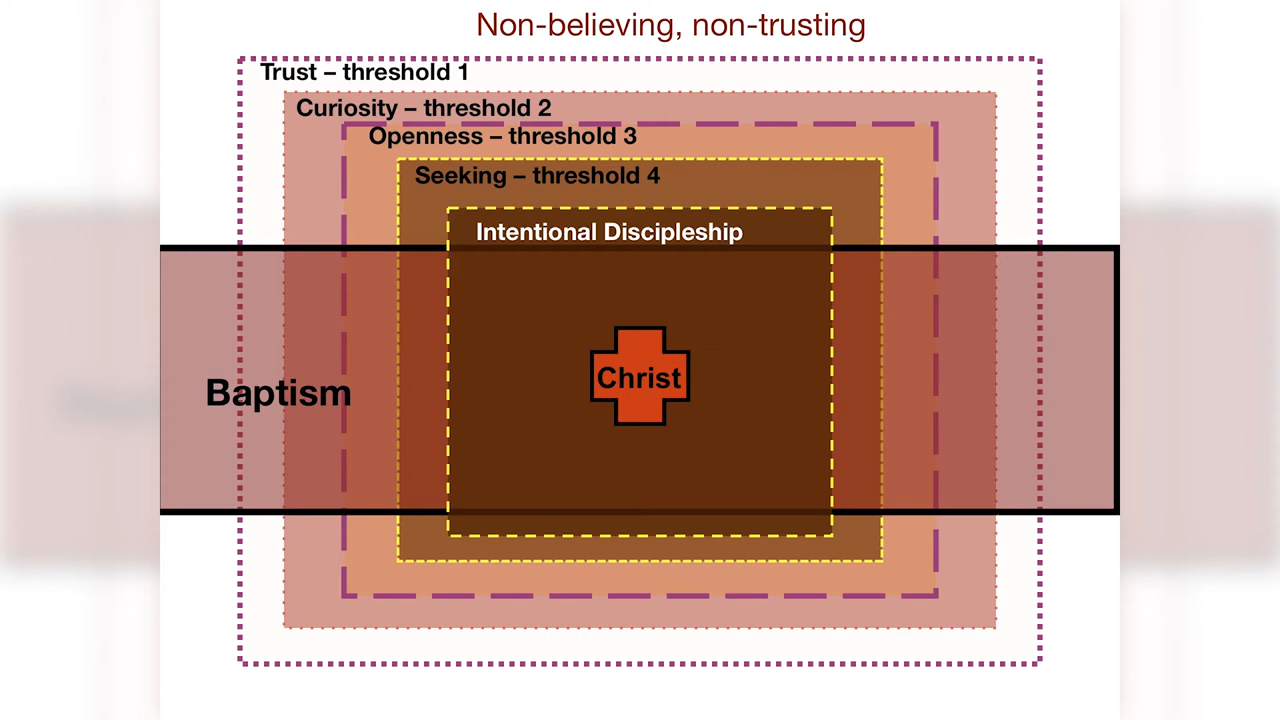 Non-believing, non-trusting
Trust – threshold 1
Curiosity – threshold 2
Openness – threshold 3
Seeking – threshold 4
Intentional Discipleship
Christ
Baptism